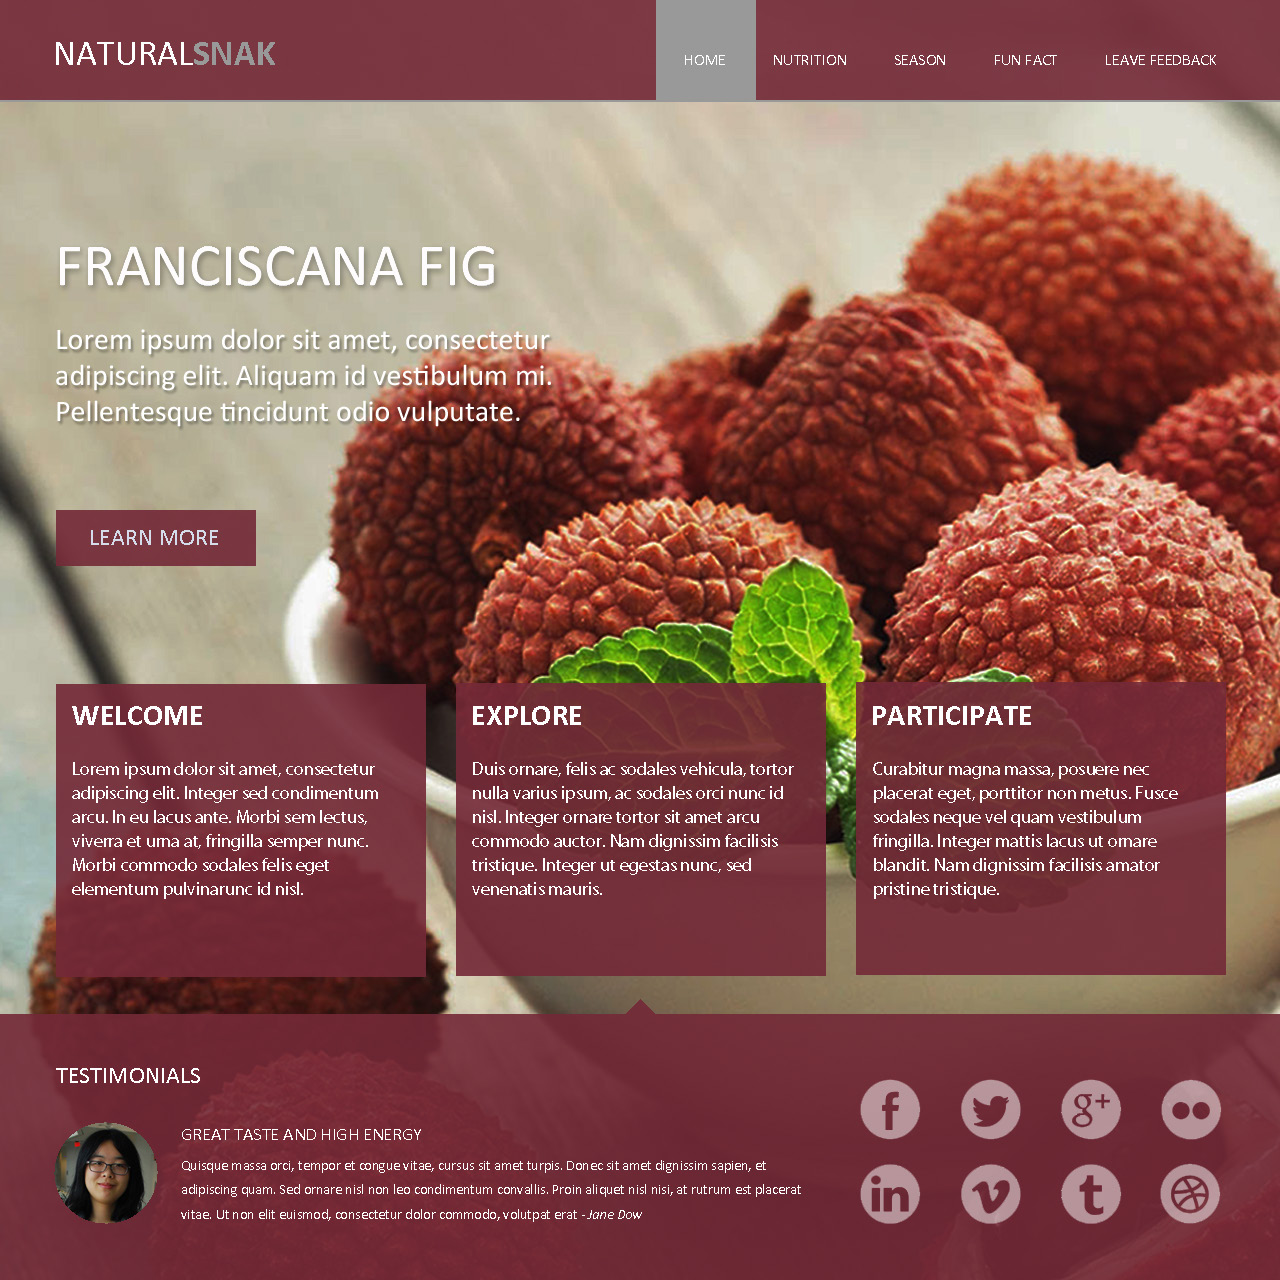 NATURALSNAK
HOME NUTRITION SEASON FUN FACT LEAVE FEEDBACK
FRANCISCANA FIG
Lorem ipsum dolor sit amet, consectetur
adipiscing elit. Aliquam id vestibulum mi.
Pellentesque tincidunt odio vulputate.
LEARN MORE
WELCOME
Lorem ipsum dolor sit amet, consectetur
adipiscing elit. Integer sed condimentum
arcu. In eu lacus ante. Morbi sem lectus,
viverra et urna at, fringilla semper nunc.
Morbi commodo sodales felis eget
elementum pulvinarunc id nisl.
EXPLORE
Duis ornare, felis ac sodales vehicula, tortor
nulla varius ipsum, ac sodales orci nunc id
nisl. Integer ornare tortor sit amet arcu
commodo auctor. Nam dignissim facilisis
tristique. Integer ut egestas nunc, sed
venenatis mauris.
PARTICIPATE
Curabitur magna massa, posuere nec
placerat eget, porttitor non metus. Fusce
sodales neque vel quam vestibulum
fringilla. Integer mattis lacus ut ornare
blandit. Nam dignissim facilisis amator
pristine tristique.
TESTIMONIALS
GREAT TASTE AND HIGH ENERGY
Quisque massa orci, tempor et congue vitae, cursus sit amet turpis. Donec sit amet dignissim sapien, et
adipiscing quam. Sed ornare nisl non leo condimentum convallis. Proin aliquet nisl nisi, at rutrum est placerat
vitae. Ut non elit euismod, consectetur dolor commodo, volutpat erat - Jane Dow
f g+
in v t